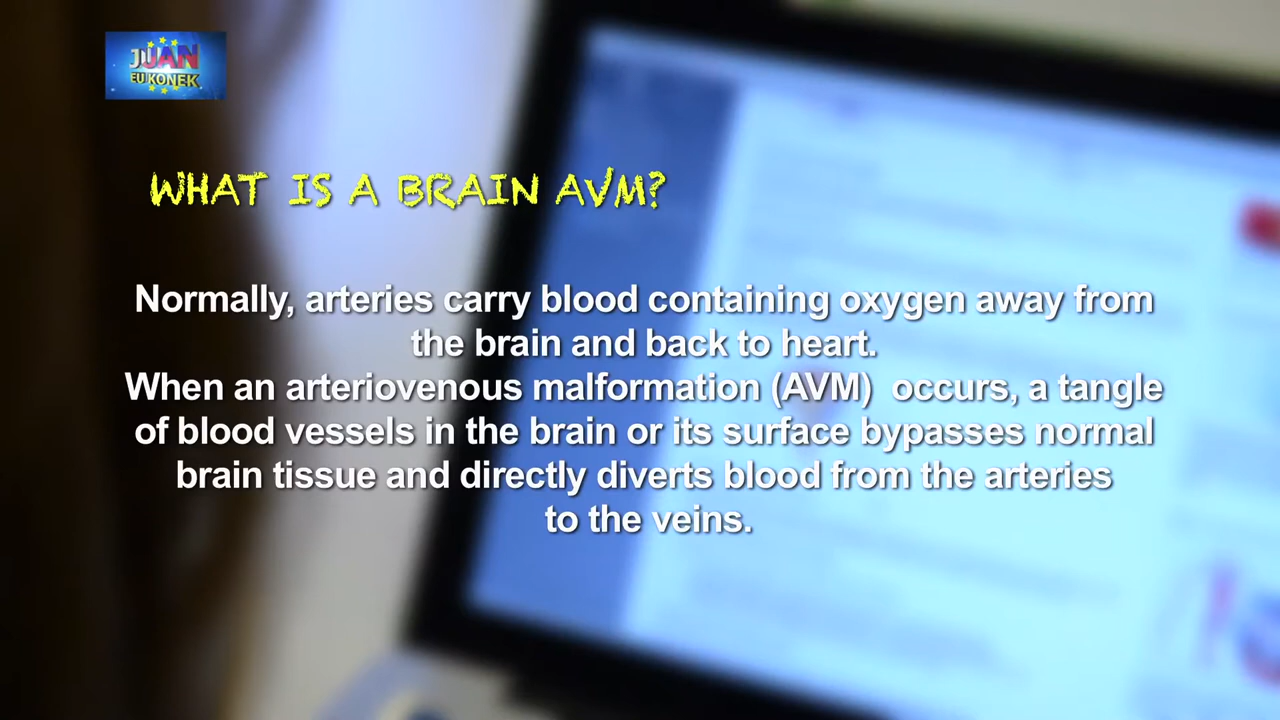 JUAN
EU KONEK
WHAT IS A BRAIN AVM?
Normally, arteries carry blood containing oxygen away from
the brain and back to heart.
When an arteriovenous malformation (AVM) occurs, a tangle
of blood vessels in the brain or its surface bypasses normal
brain tissue and directly diverts blood from the arteries
to the veins.